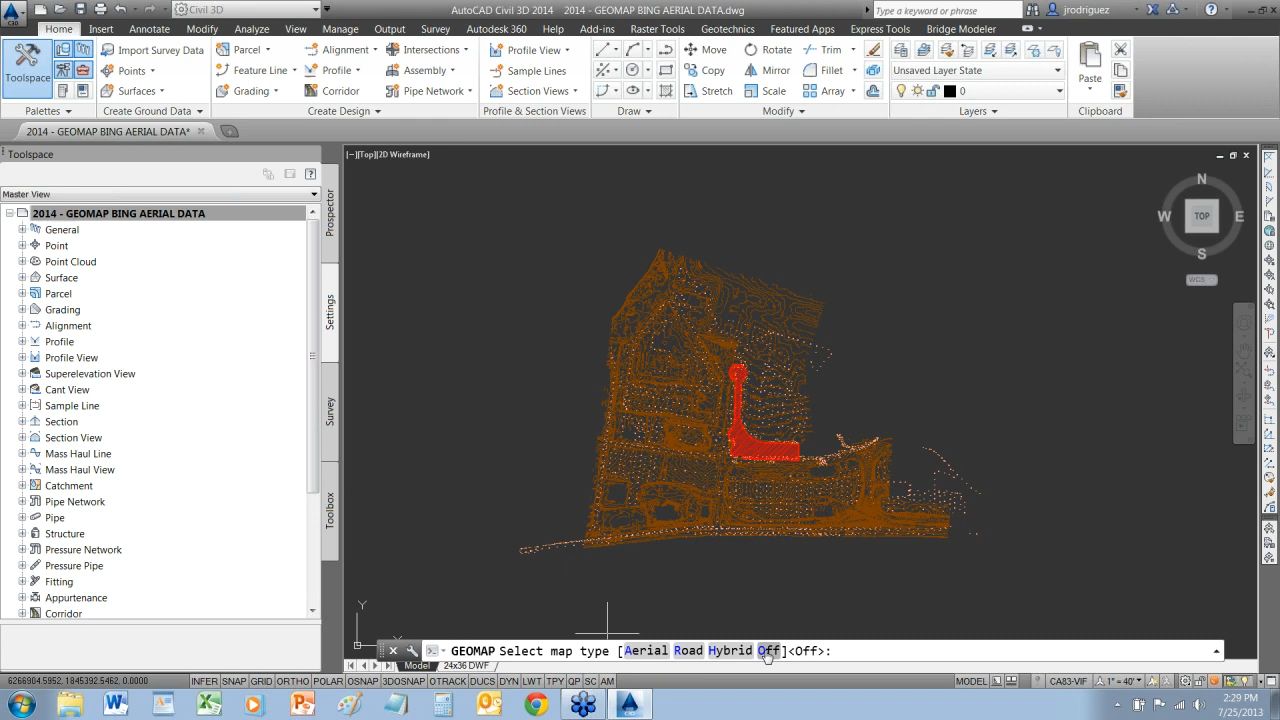 Civil 3D
AutoCAD Civil 3D 2014 2014 - GEOMAP BING AERIAL DATA.dwg
Type a keyword or phrase
jrodriguez
Home Insert Annotate Modify Analyze View Manage Output Survey Autodesk 360 Help Add-ins Raster Tools Geotechnics Featured Apps Express Tools Bridge Modeler
Toolspace
Import Survey Data
Points
Surfaces
Parcel
Feature Line
Grading
Alignment
Profile
Corridor
Intersections
Assembly
Pipe Network
Profile View
Sample Lines
Section Views
Move Rotate Trim
Copy Mirror Fillet
Stretch Scale Array
Unsaved Layer State
0
Paste
Palettes Create Ground Data Create Design Profile & Section Views Draw Modify Layers Clipboard
2014 - GEOMAP BING AERIAL DATA*
Toolspace
Master View
2014 - GEOMAP BING AERIAL DATA
General
Point
Point Cloud
Surface
Parcel
Grading
Alignment
Profile
Profile View
Superelevation View
Cant View
Sample Line
Section
Section View
Mass Haul Line
Mass Haul View
Catchment
Pipe Network
Pipe
Structure
Pressure Network
Pressure Pipe
Fitting
Appurtenance
Corridor
Prospector
Settings
Survey
Toolbox
[−][Top][2D Wireframe]
N
W TOP E
S
WCS
Y
GEOMAP Select map type [Aerial Road Hybrid Off]<Off>:
Model 24x36 DWF
6266904.5952, 1845392.5462, 0.0000
INFER SNAP GRID ORTHO POLAR OSNAP 3DOSNAP OTRACK DUCS DYN LWT TPY QP SC AM
MODEL
CA83-VIF
1" = 40'
2:29 PM
7/25/2013